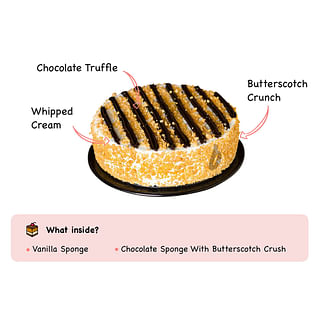 Chocolate Truffle
Butterscotch
Crunch
Whipped
Cream
What inside?
• Vanilla Sponge • Chocolate Sponge With Butterscotch Crush